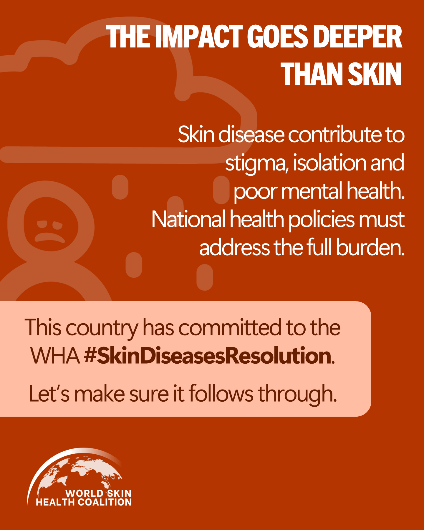 THE IMPACT GOES DEEPER
THAN SKIN
Skin disease contribute to
stigma, isolation and
poor mental health.
National health policies must
address the full burden.
This country has committed to the
WHA #SkinDiseasesResolution.
Let's make sure it follows through.
WORLD SKIN
HEALTH COALITION